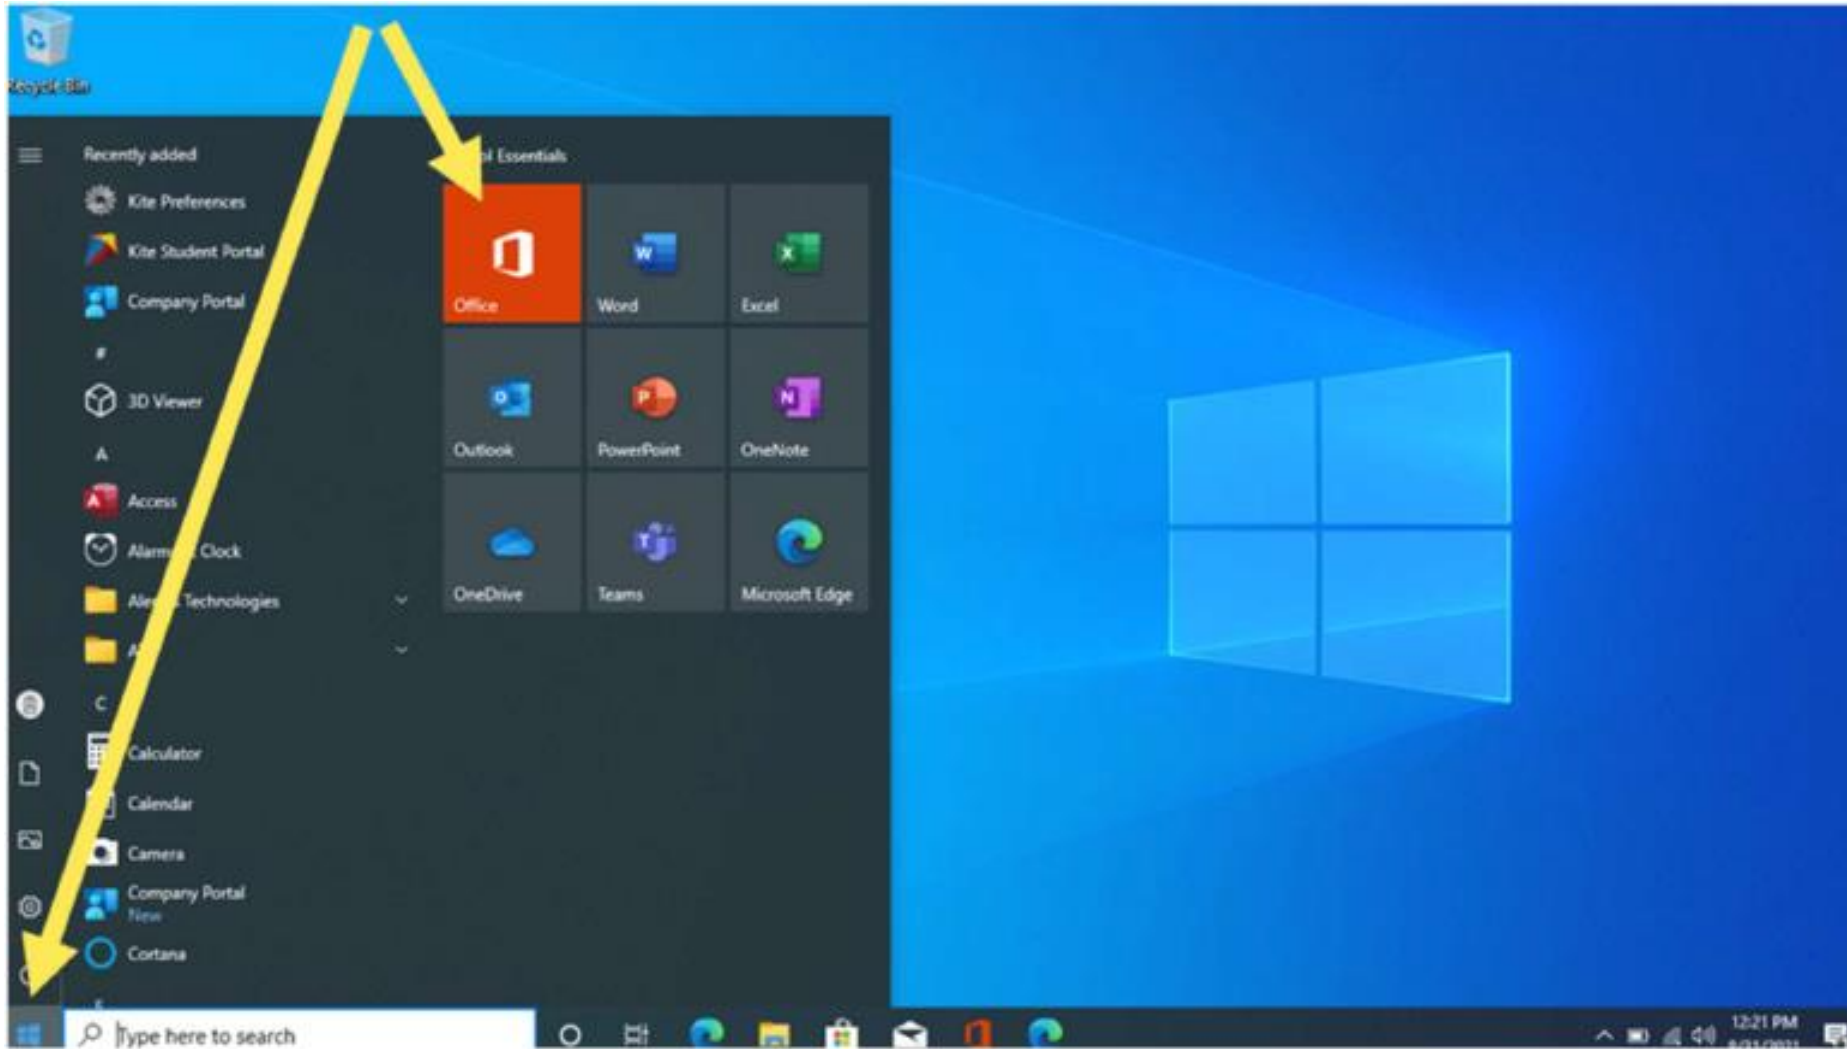 Recycle Bin
Recently added
Kite Preferences
Kite Student Portal
Company Portal
#
3D Viewer
A
Access
Clock
Technologies
C
Calculator
Calendar
Camera
Company Portal
New
Cortana
Essentials
Office
Word
Excel
Outlook
PowerPoint
OneNote
OneDrive
Teams
Microsoft Edge
Type here to search
12:21 PM